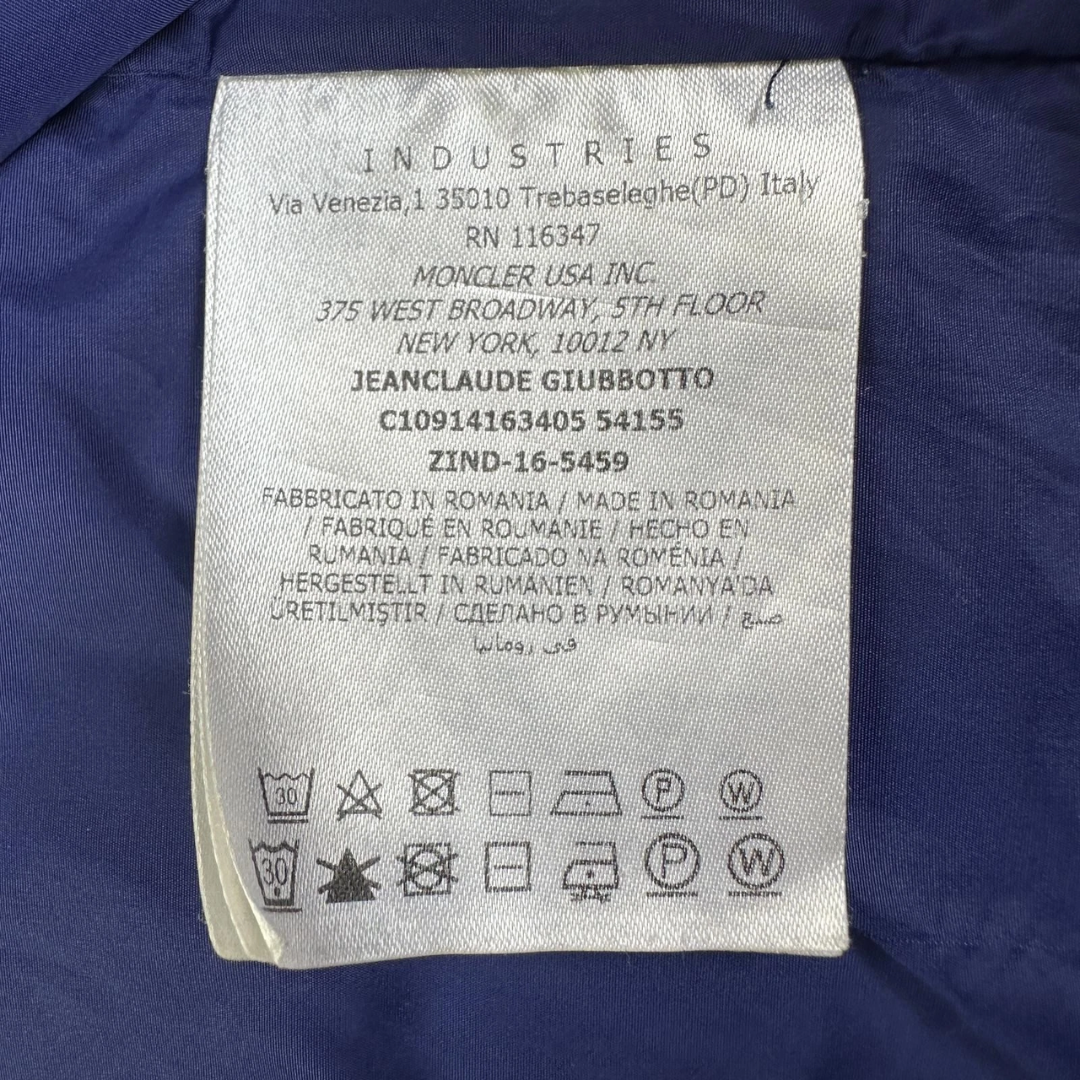 INDUSTRIES
Via Venezia,1 35010 Trebaseleghe(PD) Italy
RN 116347
MONCLER USA INC.
375 WEST BROADWAY, 5TH FLOOR
NEW YORK, 10012 NY
JEANCLAUDE GIUBBOTTO
C10914163405 54155
ZIND-16-5459
FABBRICATO IN ROMANIA / MADE IN ROMANIA
/ FABRIQUÉ EN ROUMANIE / HECHO EN
RUMANIA / FABRICADO NA ROMÉNIA /
HERGESTELLT IN RUMÄNIEN / ROMANYA'DA
ÜRETILMIŞTIR / СДЕЛАНО В РУМЫНИИ / صنع
في رومانيا
30 P W
30 P W